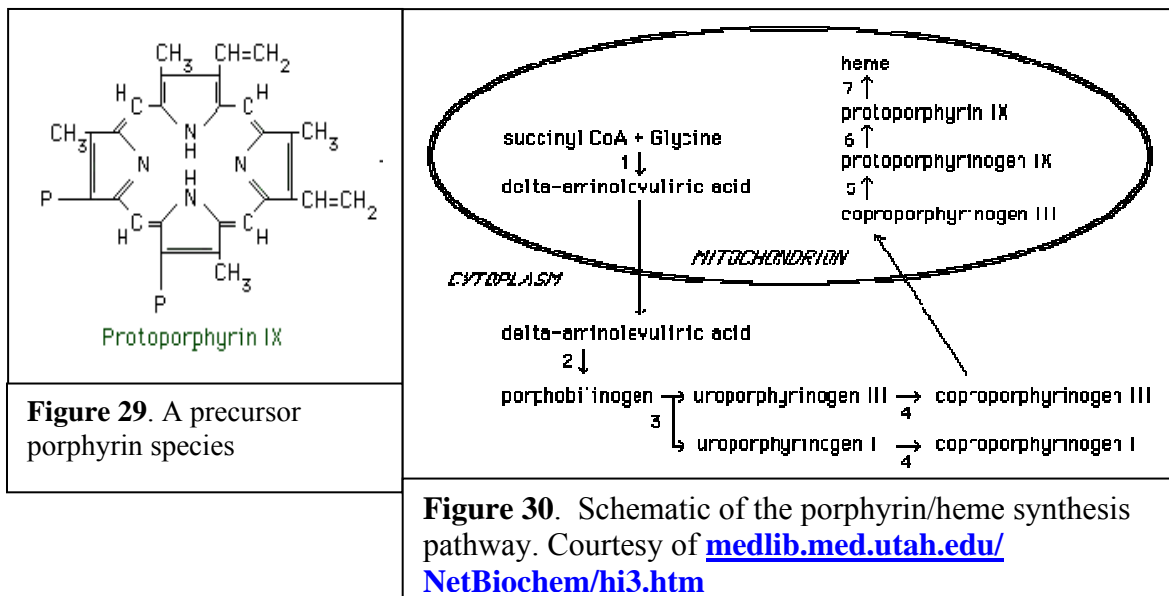 CH₃ CH=CH₂
H C C H
CH₃ N H CH₃
N N
P H N CH=CH₂
C C
H H
CH₃
P
Protoporphyrin IX
Figure 29. A precursor
porphyrin species
heme
7
protoporphyrin IX
6
protoporphyrinogen IX
5
coproporphyrinogen III
succinyl CoA + Glycine
1
delta-aminolevuliric acid
MITOCHONDRION
CYTOPLASM
delta-aminolevuliric acid
2
porphobilinogen uroporphyrinogen III coproporphyrinogen III
3 4
uroporphyrinogen I coproporphyrinogen I
4
Figure 30. Schematic of the porphyrin/heme synthesis
pathway. Courtesy of medlib.med.utah.edu/
NetBiochem/hi3.htm